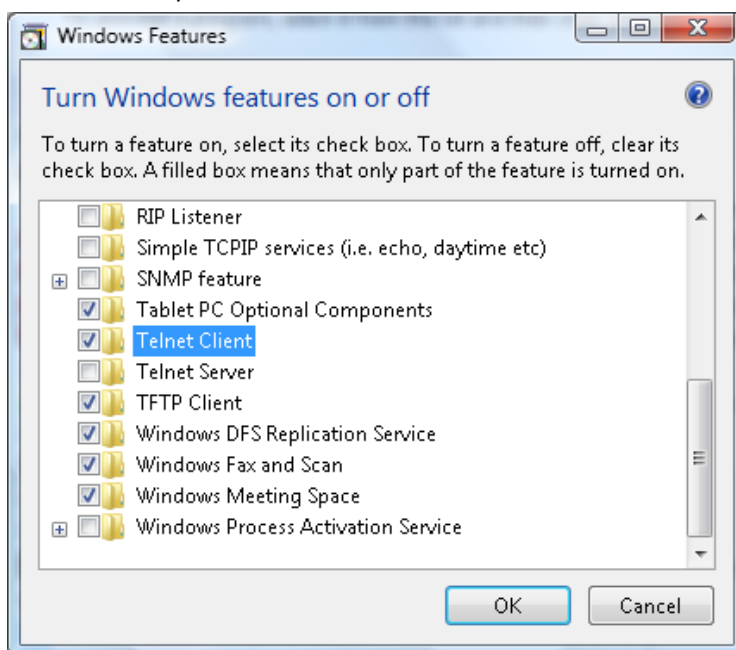 Windows Features
Turn Windows features on or off
To turn a feature on, select its check box. To turn a feature off, clear its
check box. A filled box means that only part of the feature is turned on.
RIP Listener
Simple TCPIP services (i.e. echo, daytime etc)
SNMP feature
Tablet PC Optional Components
Telnet Client
Telnet Server
TFTP Client
Windows DFS Replication Service
Windows Fax and Scan
Windows Meeting Space
Windows Process Activation Service
OK Cancel